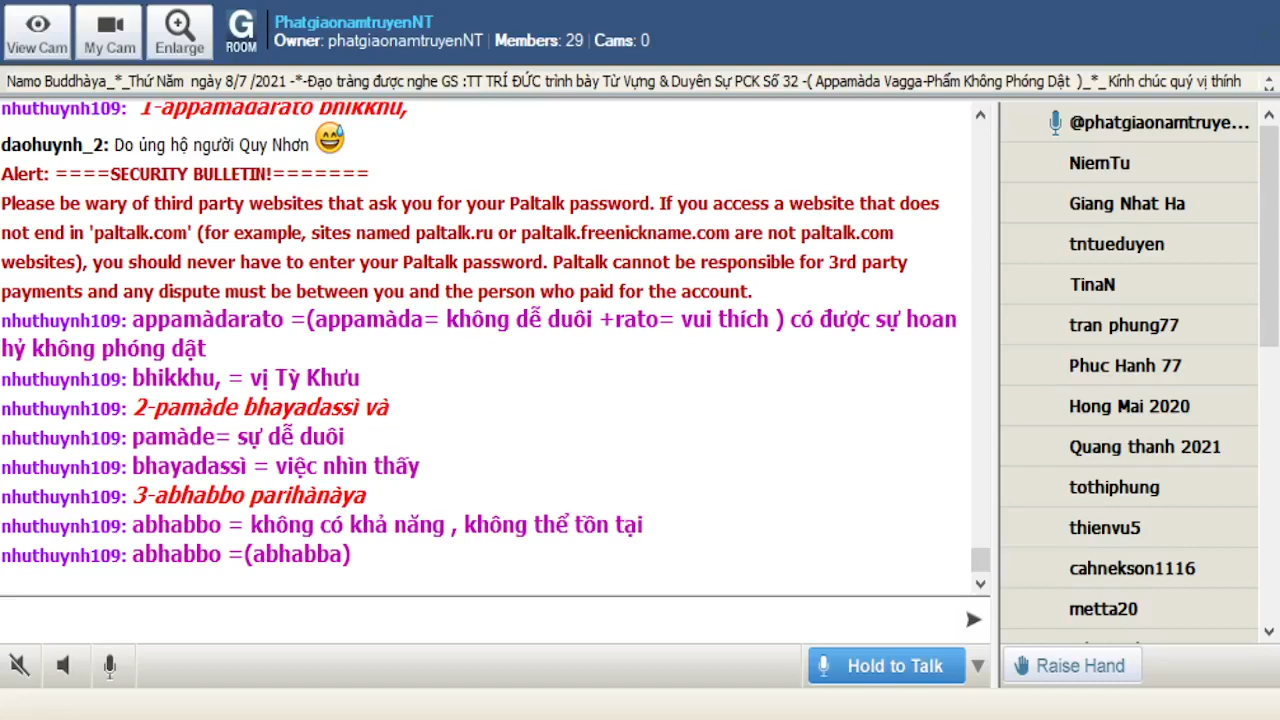 View Cam
My Cam
Enlarge
G
ROOM
PhatgiaonamtruyenNT
Owner: phatgiaonamtruyenNT | Members: 29 | Cams: 0
Namo Buddhàya_*_Thứ Năm ngày 8/7 /2021 -*-Đạo tràng được nghe GS :TT TRÍ ĐỨC trình bày Từ Vựng & Duyên Sự PCK Số 32 -( Appamàda Vagga-Phẩm Không Phóng Dật )_*_ Kính chúc quý vị thính
nhuthuynh109: 1-appamàdarato bhikkhu,
daohuynh_2: Do ủng hộ người Quy Nhơn
Alert: ====SECURITY BULLETIN!=======
Please be wary of third party websites that ask you for your Paltalk password. If you access a website that does
not end in 'paltalk.com' (for example, sites named paltalk.ru or paltalk.freenickname.com are not paltalk.com
websites), you should never have to enter your Paltalk password. Paltalk cannot be responsible for 3rd party
payments and any dispute must be between you and the person who paid for the account.
nhuthuynh109: appamàdarato =(appamàda= không dễ duôi +rato= vui thích ) có được sự hoan
hỷ không phóng dật
nhuthuynh109: bhikkhu, = vị Tỳ Khưu
nhuthuynh109: 2-pamàde bhayadassì và
nhuthuynh109: pamàde= sự dễ duôi
nhuthuynh109: bhayadassì = việc nhìn thấy
nhuthuynh109: 3-abhabbo parihànàya
nhuthuynh109: abhabbo = không có khả năng , không thể tồn tại
nhuthuynh109: abhabbo =(abhabba)
@phatgiaonamtruye...
NiemTu
Giang Nhat Ha
tntueduyen
TinaN
tran phung77
Phuc Hanh 77
Hong Mai 2020
Quang thanh 2021
tothiphung
thienvu5
cahnekson1116
metta20
Hold to Talk
Raise Hand